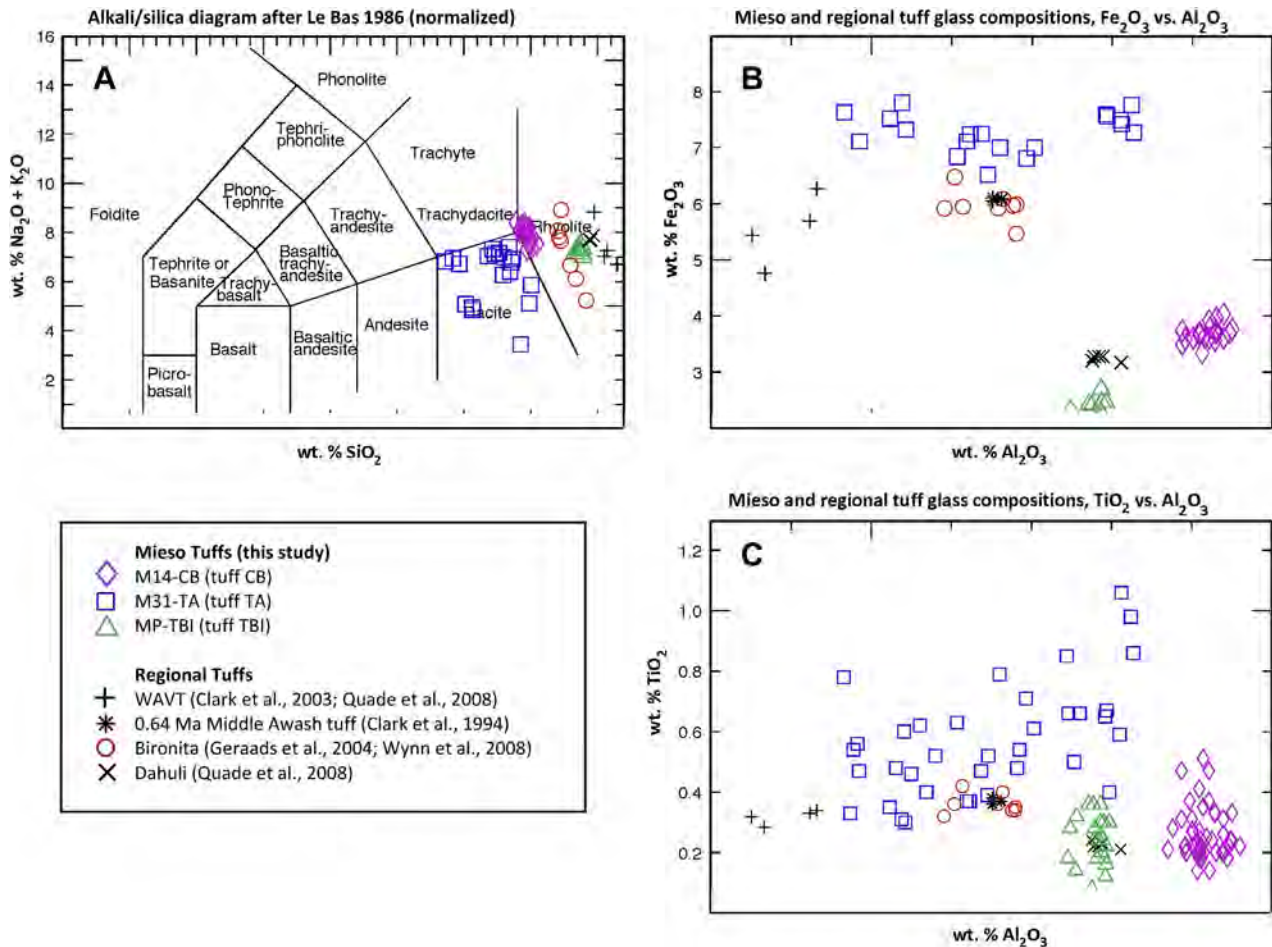 Alkali/silica diagram after Le Bas 1986 (normalized)
A
16
14
12
10
8
6
4
2
wt. % Na₂O + K₂O
Phonolite
Tephri-
phonolite
Trachyte
Phono-
Tephrite
Foidite
Trachy-
andesite
Trachydacite
Rhyolite
Tephrite or
Basanite
Basaltic
trachy-
andesite
Trachy-
basalt
Dacite
Andesite
Basaltic
andesite
Basalt
Picro-
basalt
wt. % SiO₂
Mieso and regional tuff glass compositions, Fe₂O₃ vs. Al₂O₃
B
8
7
6
5
4
3
wt. % Fe₂O₃
wt. % Al₂O₃
Mieso Tuffs (this study)
M14-CB (tuff CB)
M31-TA (tuff TA)
MP-TBI (tuff TBI)
Regional Tuffs
WAVT (Clark et al., 2003; Quade et al., 2008)
0.64 Ma Middle Awash tuff (Clark et al., 1994)
Bironita (Geraads et al., 2004; Wynn et al., 2008)
Dahuli (Quade et al., 2008)
Mieso and regional tuff glass compositions, TiO₂ vs. Al₂O₃
C
1.2
1.0
0.8
0.6
0.4
0.2
wt. % TiO₂
wt. % Al₂O₃